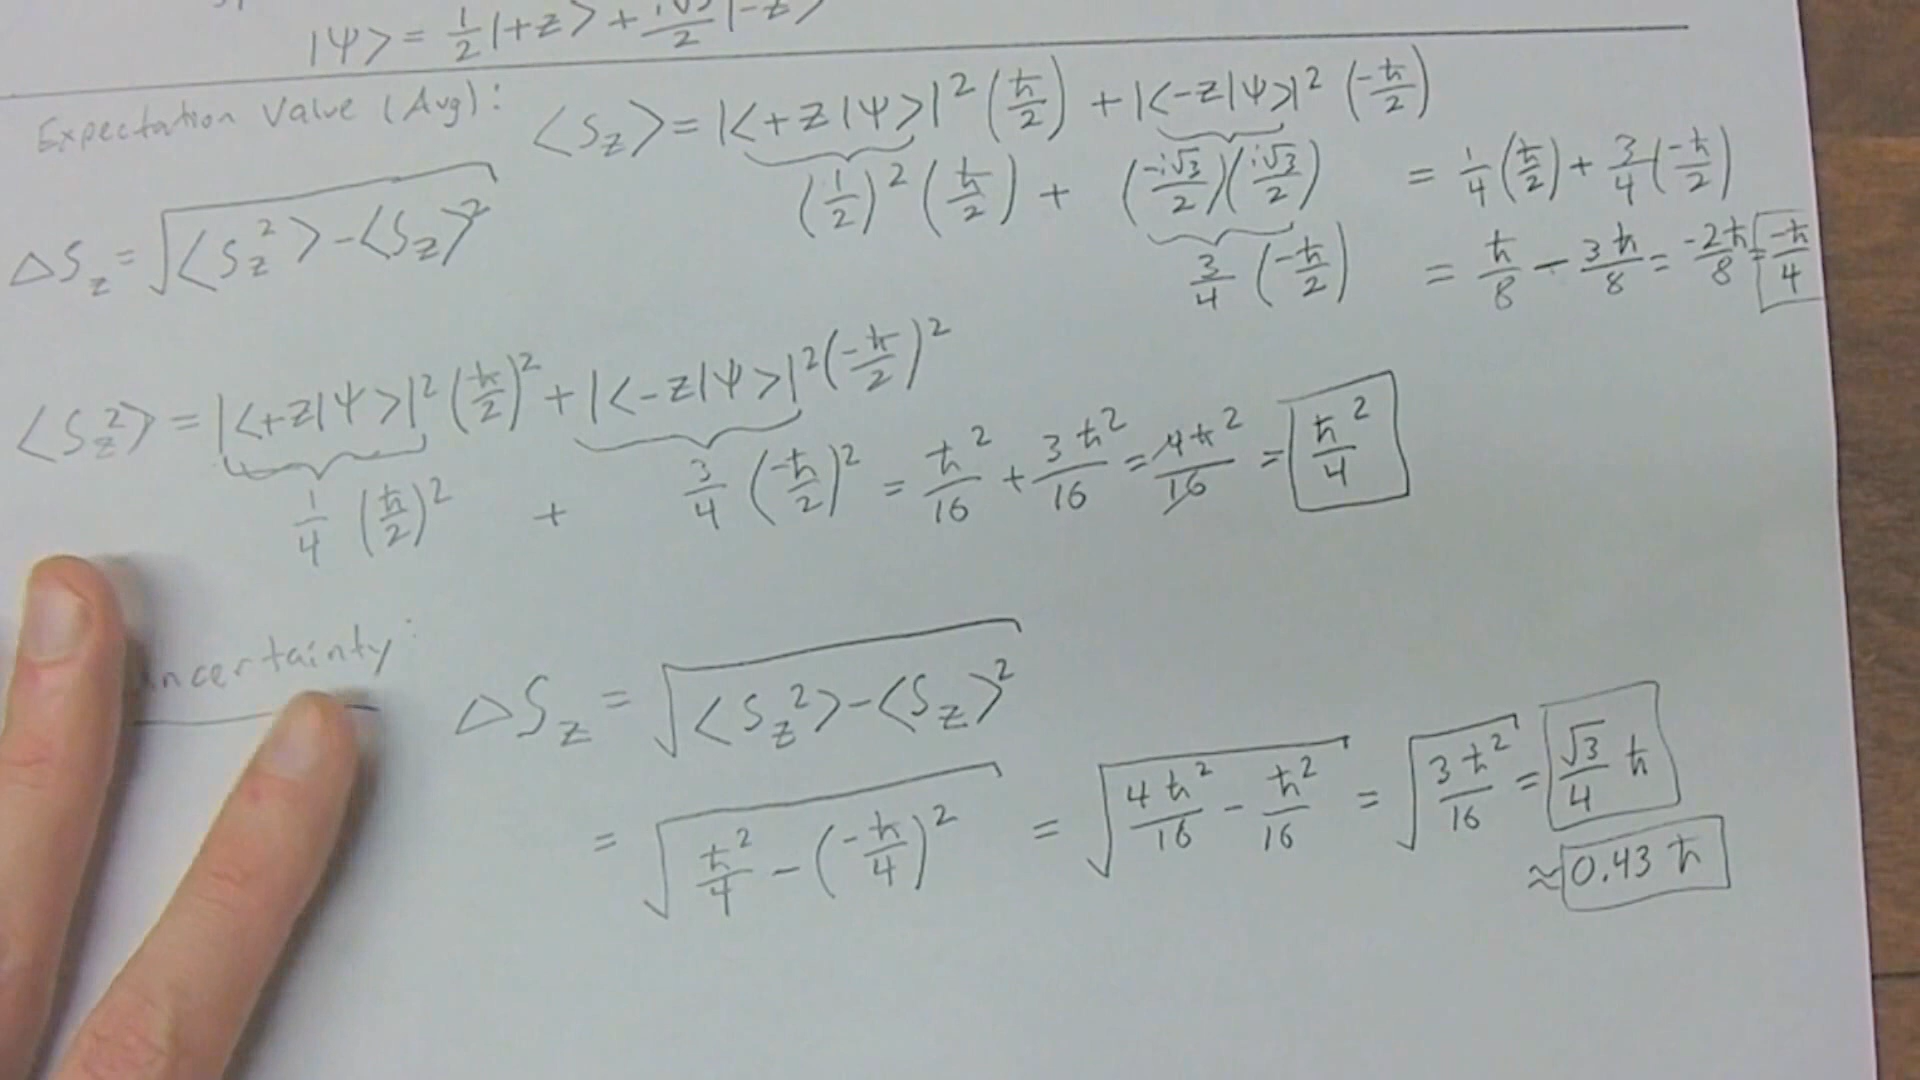 |ψ> = 1/2 |+z> + i√3/2 |-z>
Expectation Value (Avg): <S_z> = |<+z|ψ>|² (ħ/2) + |<-z|ψ>|² (-ħ/2)
(1/2)² (ħ/2) + (-i√3/2)(i√3/2) = 1/4 (ħ/2) + 3/4 (-ħ/2)
ΔS_z = √(<S_z²> - <S_z>²)
3/4 (-ħ/2) = ħ/8 - 3ħ/8 = -2ħ/8 = -ħ/4
<S_z²> = |<+z|ψ>|² (ħ/2)² + |<-z|ψ>|² (-ħ/2)²
1/4 (ħ/2)² + 3/4 (-ħ/2)² = ħ²/16 + 3ħ²/16 = 4ħ²/16 = ħ²/4
ncertainty: ΔS_z = √(<S_z²> - <S_z>²)
= √(ħ²/4 - (-ħ/4)²) = √(4ħ²/16 - ħ²/16) = √(3ħ²/16) = √3/4 ħ
≈ 0.43 ħ